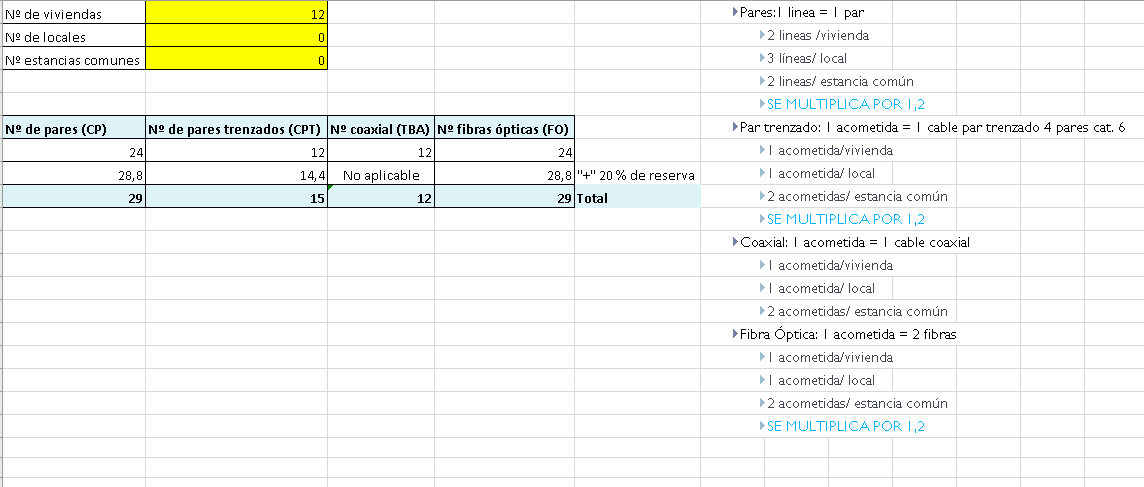 Nº de viviendas 12
Nº de locales 0
Nº estancias comunes 0
Nº de pares (CP) Nº de pares trenzados (CPT) Nº coaxial (TBA) Nº fibras ópticas (FO)
24 12 12 24
28,8 14,4 No aplicable 28,8 "+" 20 % de reserva
29 15 12 29 Total
Pares:1 linea = 1 par
2 lineas /vivienda
3 líneas/ local
2 lineas/ estancia común
SE MULTIPLICA POR 1,2
Par trenzado: 1 acometida = 1 cable par trenzado 4 pares cat. 6
1 acometida/vivienda
1 acometida/ local
2 acometidas/ estancia común
SE MULTIPLICA POR 1,2
Coaxial: 1 acometida = 1 cable coaxial
1 acometida/vivienda
1 acometida/ local
2 acometidas/ estancia común
Fibra Óptica: 1 acometida = 2 fibras
1 acometida/vivienda
1 acometida/ local
2 acometidas/ estancia común
SE MULTIPLICA POR 1,2